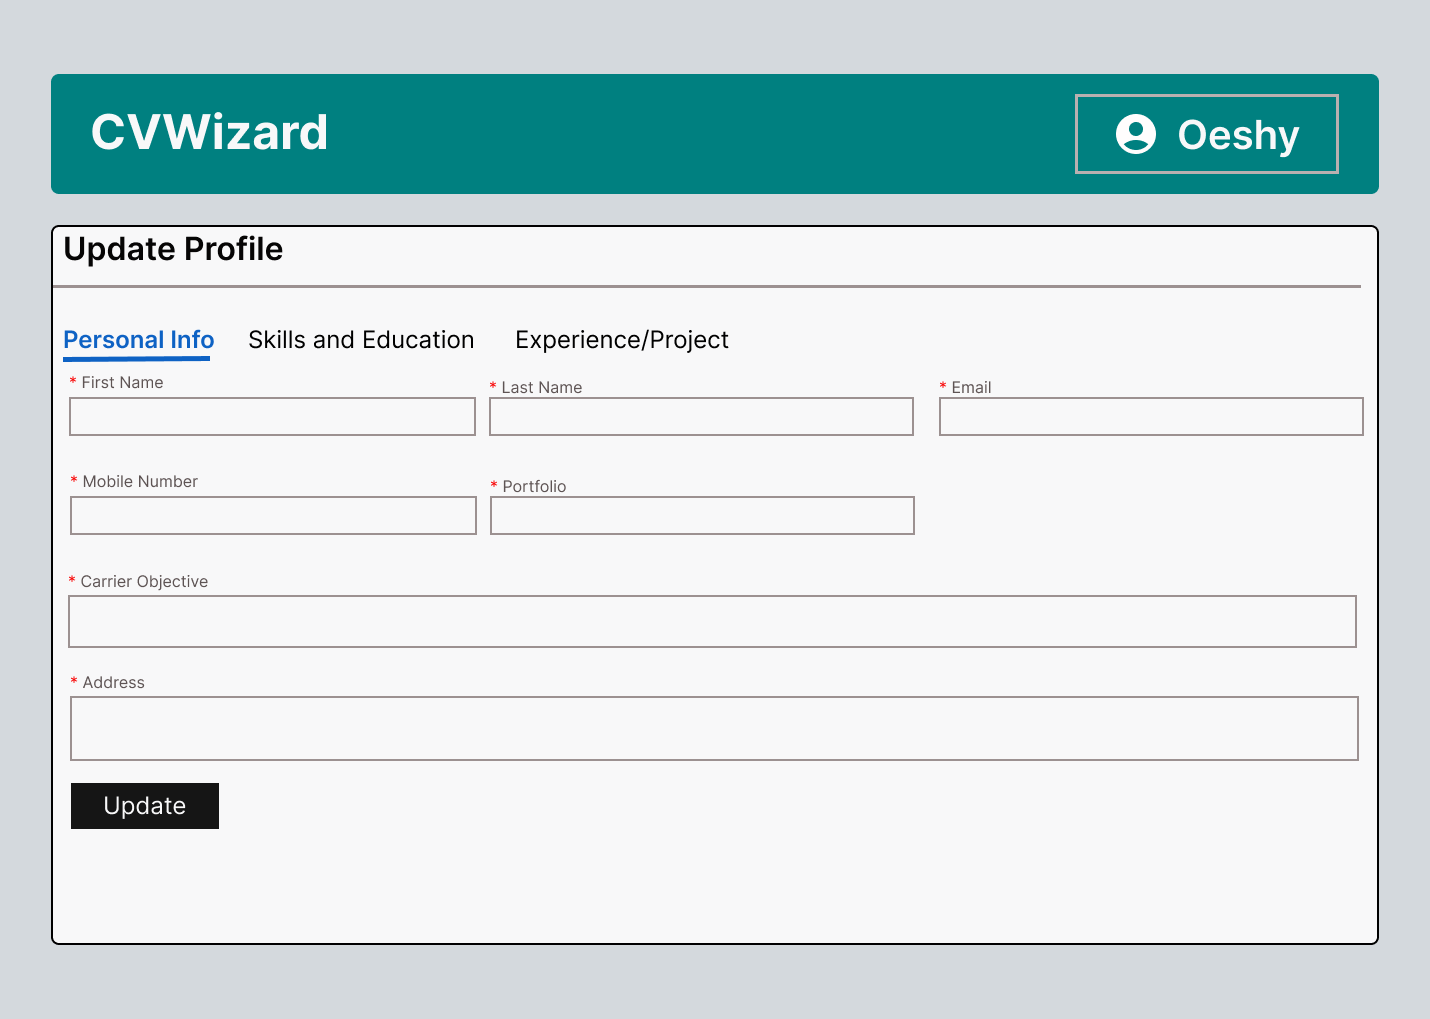 CVWizard
Oeshy
Update Profile
Personal Info Skills and Education Experience/Project
* First Name * Last Name * Email
* Mobile Number * Portfolio
* Carrier Objective
* Address
Update